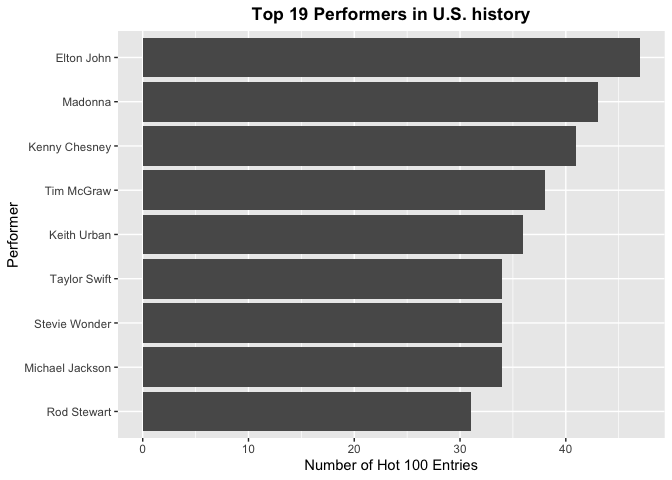 Top 19 Performers in U.S. history
Elton John
Madonna
Kenny Chesney
Tim McGraw
Keith Urban
Taylor Swift
Stevie Wonder
Michael Jackson
Rod Stewart
Performer
0 10 20 30 40
Number of Hot 100 Entries